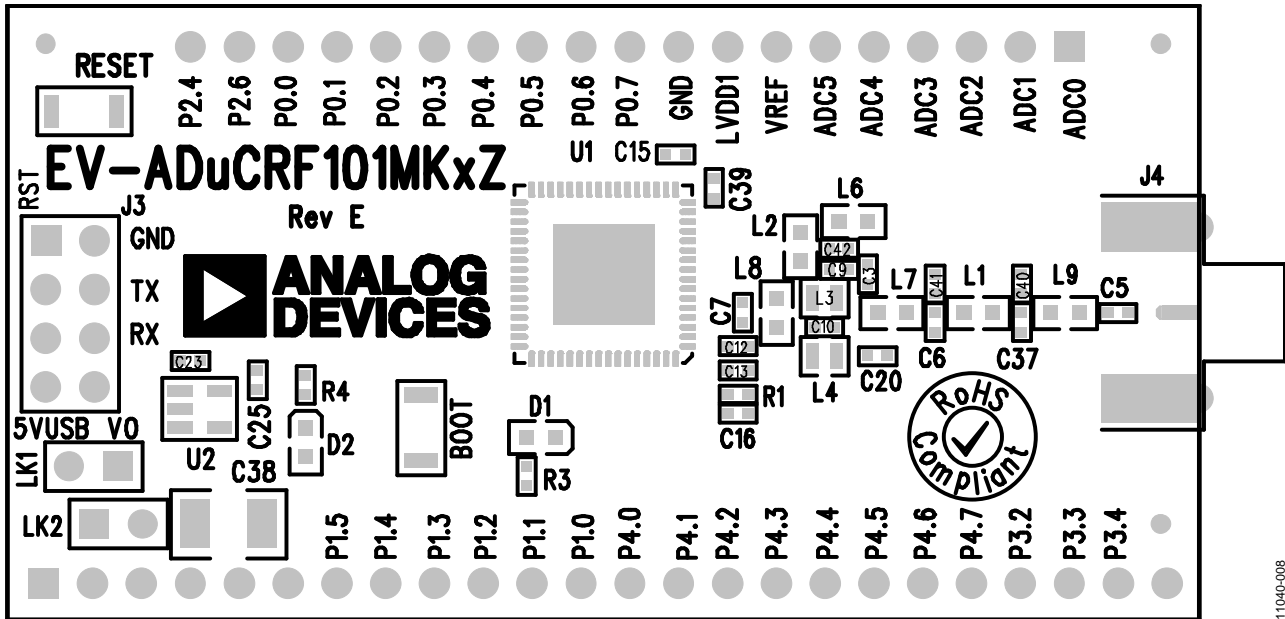 RESET
P2.4 P2.6 P0.0 P0.1 P0.2 P0.3 P0.4 P0.5 P0.6 P0.7 GND LVDD1 VREF ADC5 ADC4 ADC3 ADC2 ADC1 ADC0
U1 C15
EV-ADuCRF101MKxZ
Rev E
RST
J3
GND
TX
RX
ANALOG
DEVICES
C39
L6
L2
C42
C9
C3
L8
L3
C7
C10
L7
C41
L1
C40
L9
C5
J4
C12
C13
C6
C37
C20
L4
R1
C16
C23
C25
R4
D2
U2
C38
5VUSB V0
LK1
LK2
BOOT
D1
R3
RoHS
Compliant
P1.5 P1.4 P1.3 P1.2 P1.1 P1.0 P4.0 P4.1 P4.2 P4.3 P4.4 P4.5 P4.6 P4.7 P3.2 P3.3 P3.4
11040-008